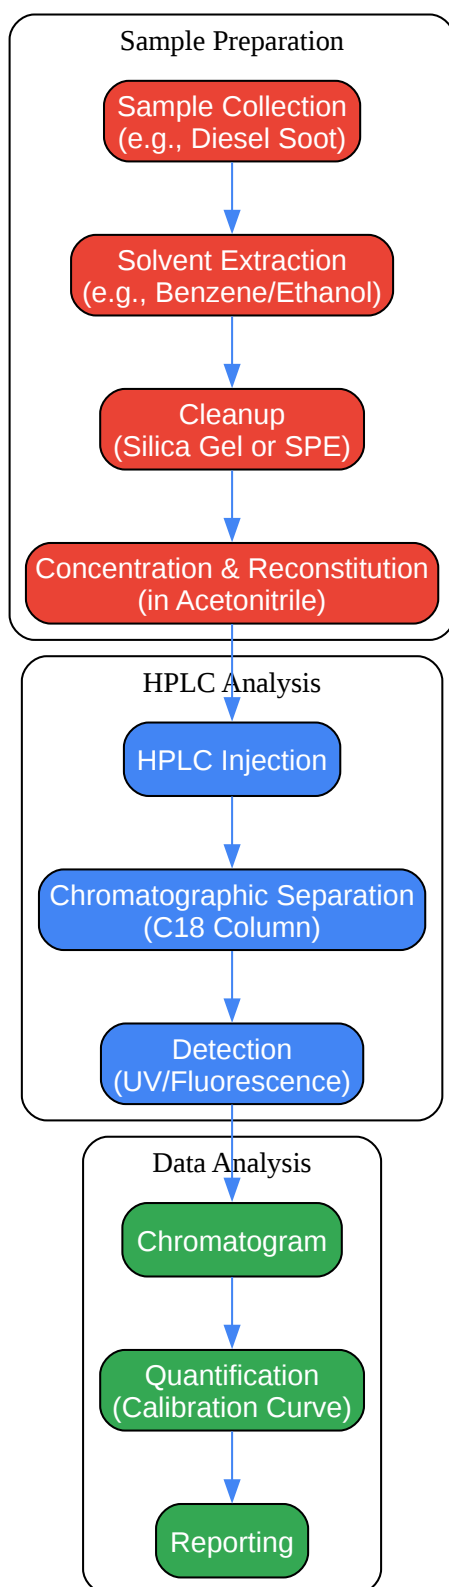 Sample Preparation
Sample Collection
(e.g., Diesel Soot)
Solvent Extraction
(e.g., Benzene/Ethanol)
Cleanup
(Silica Gel or SPE)
Concentration & Reconstitution
(in Acetonitrile)
HPLC Analysis
HPLC Injection
Chromatographic Separation
(C18 Column)
Detection
(UV/Fluorescence)
Data Analysis
Chromatogram
Quantification
(Calibration Curve)
Reporting